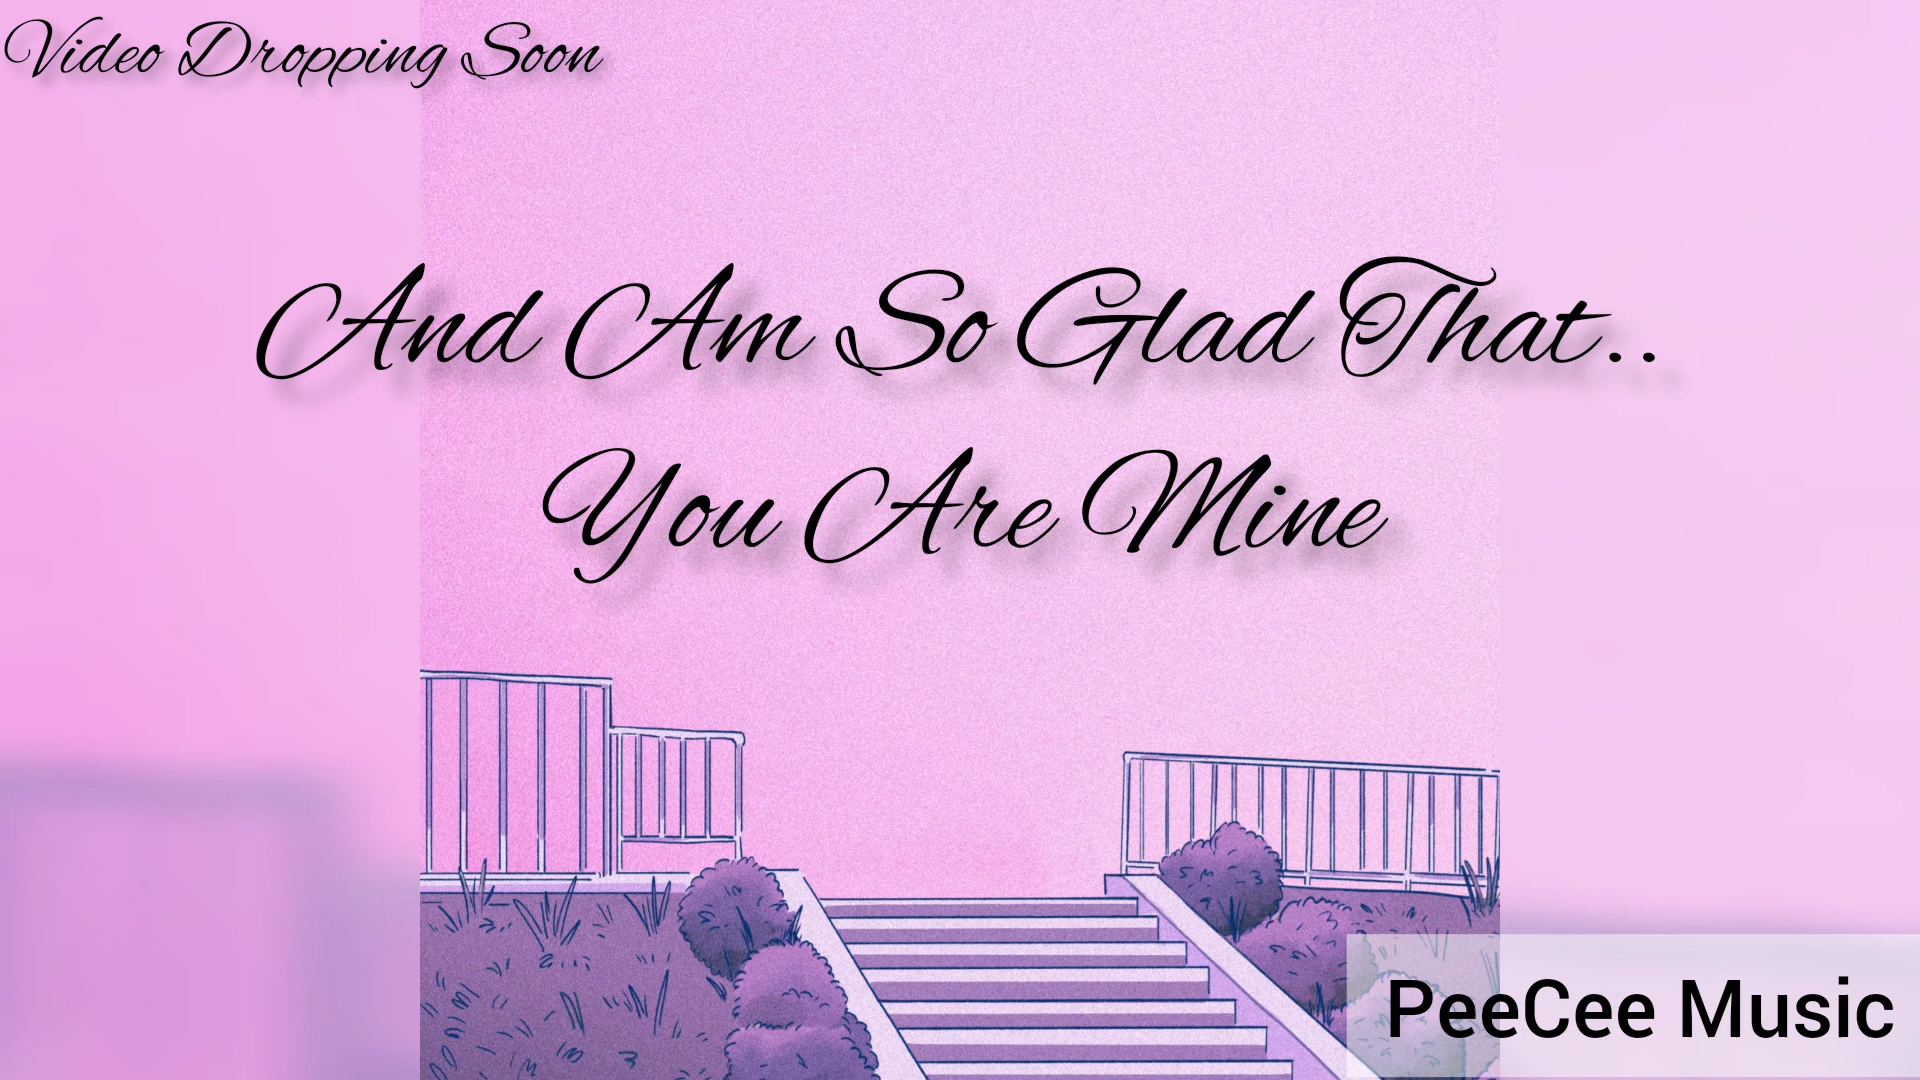 Video Dropping Soon
And Am So Glad That..
You Are Mine
PeeCee Music